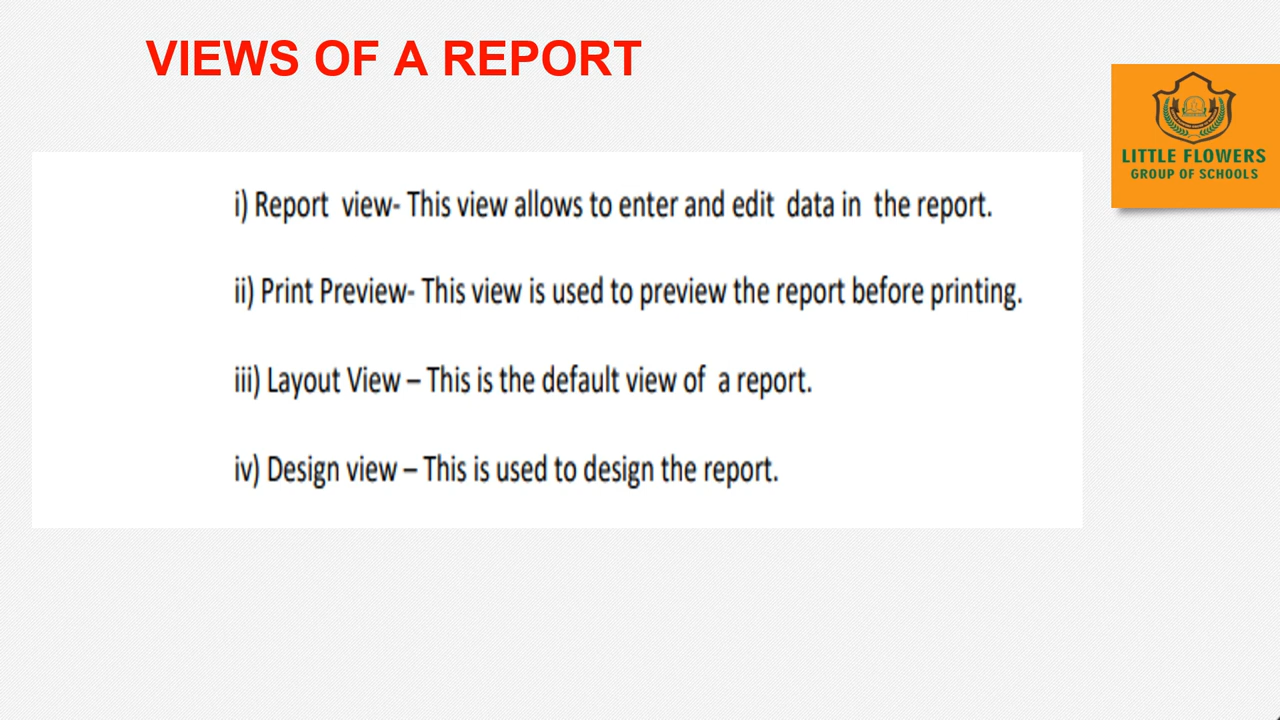 VIEWS OF A REPORT
LITTLE FLOWERS
GROUP OF SCHOOLS
i) Report view- This view allows to enter and edit data in the report.
ii) Print Preview- This view is used to preview the report before printing.
iii) Layout View – This is the default view of a report.
iv) Design view – This is used to design the report.